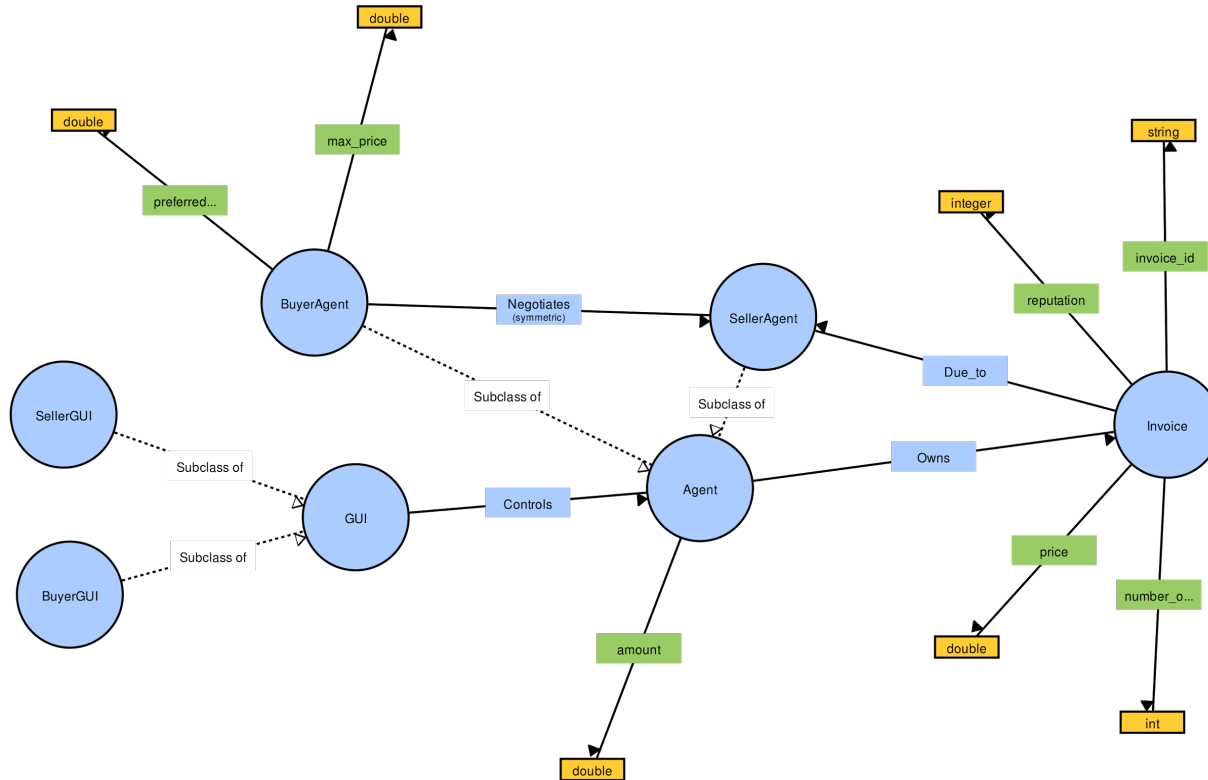 double
double
string
max_price
preferred...
integer
invoice_id
reputation
BuyerAgent
Negotiates
(symmetric)
SellerAgent
Due_to
Subclass of
Subclass of
SellerGUI
Invoice
Owns
Subclass of
Agent
Controls
GUI
Subclass of
price
BuyerGUI
number_o...
amount
double
int
double